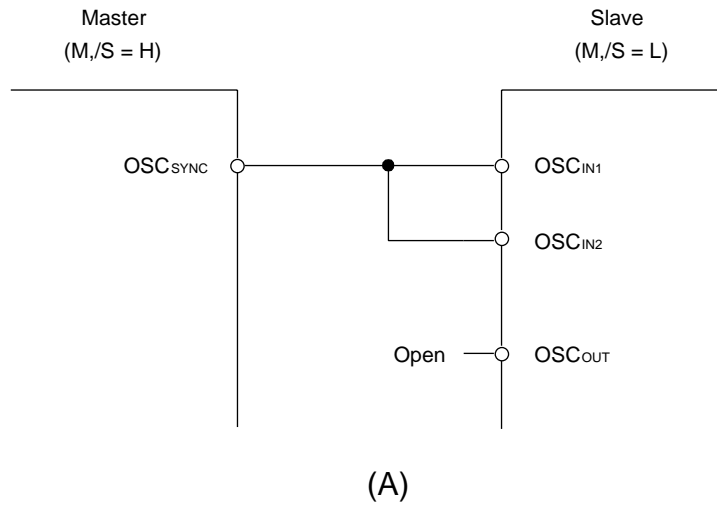 Master
(M,/S = H)
Slave
(M,/S = L)
OSCSYNC
OSCIN1
OSCIN2
Open
OSCOUT
(A)